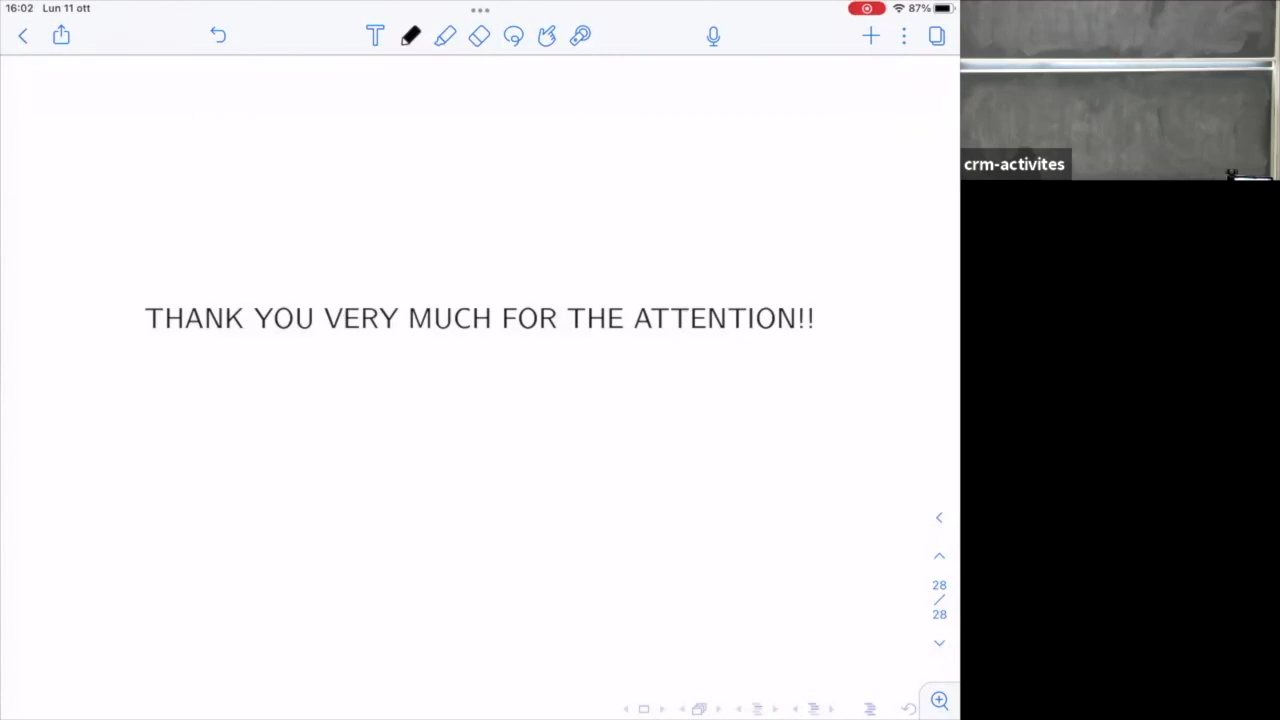 16:02 Lun 11 ott
87%
THANK YOU VERY MUCH FOR THE ATTENTION!!
28
28
crm-activites